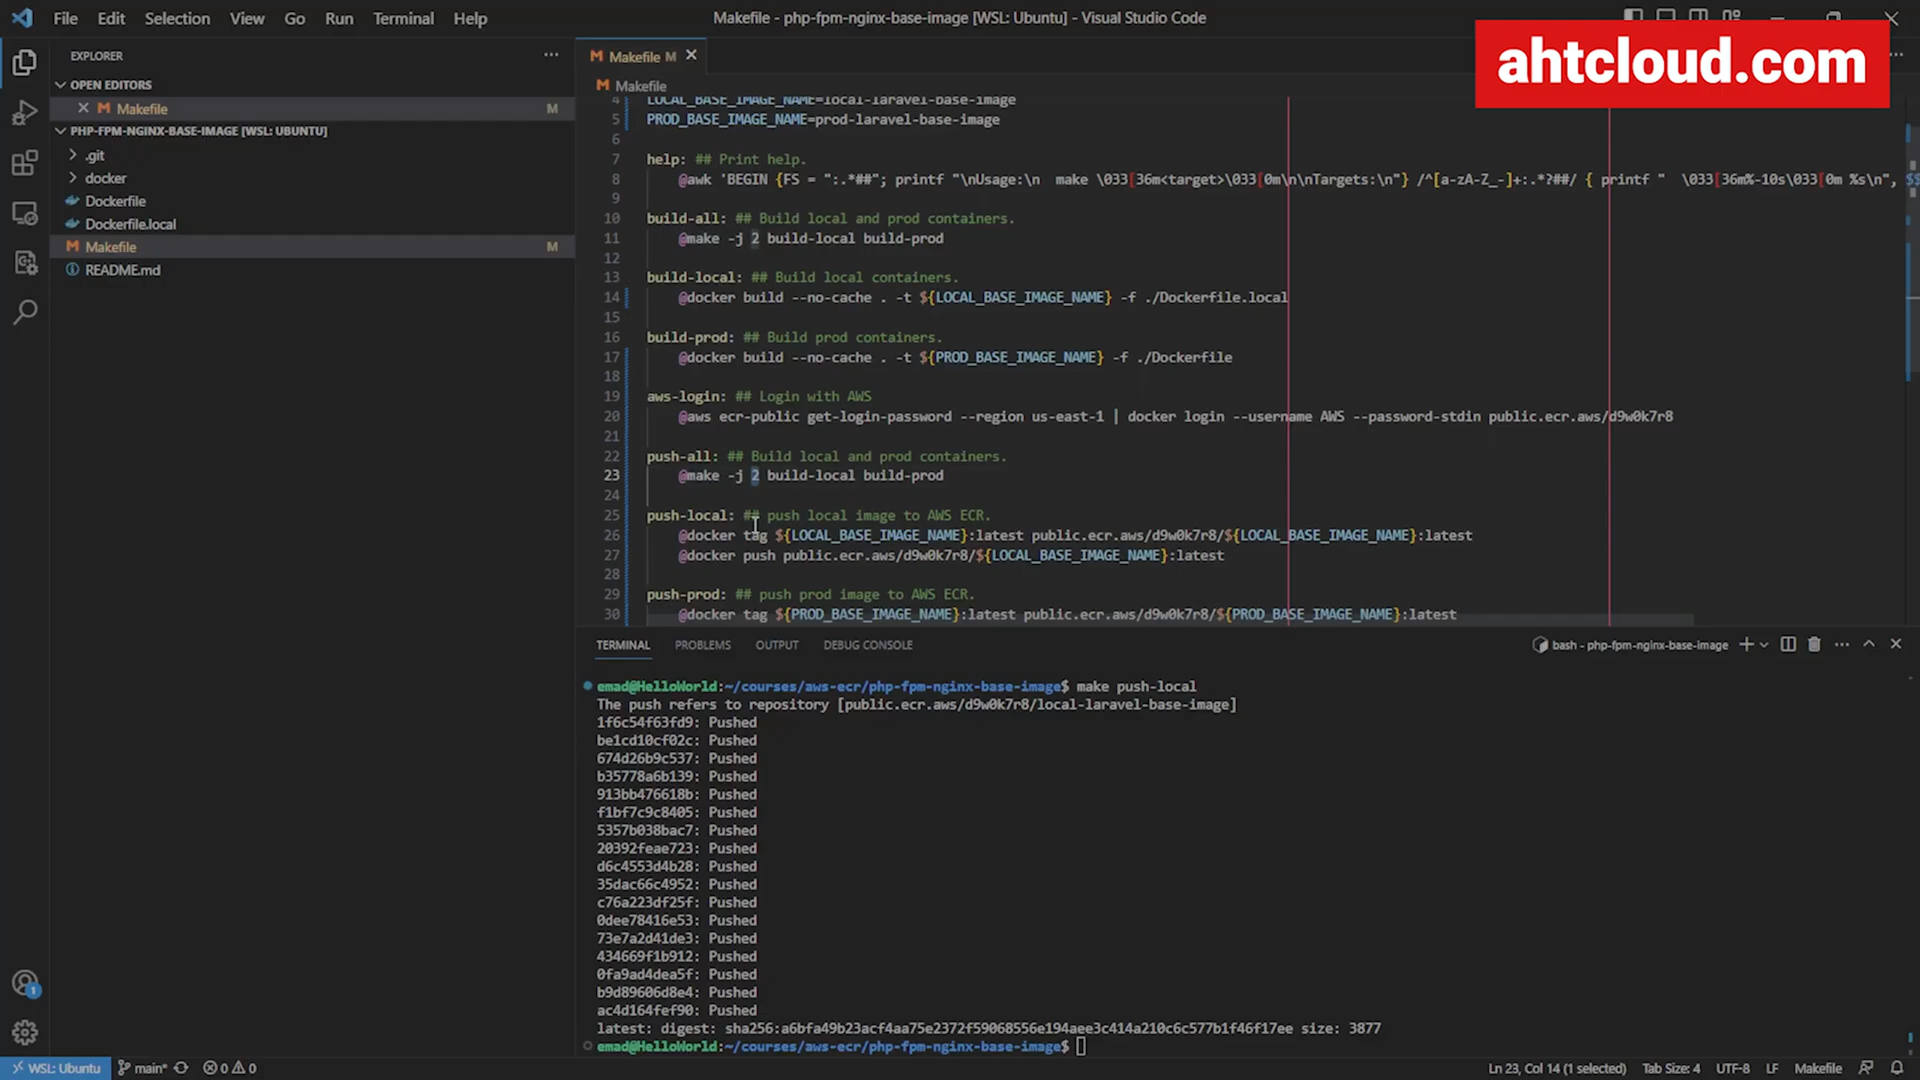 File Edit Selection View Go Run Terminal Help
Makefile - php-fpm-nginx-base-image [WSL: Ubuntu] - Visual Studio Code
ahtcloud.com
EXPLORER
OPEN EDITORS
Makefile M
PHP-FPM-NGINX-BASE-IMAGE [WSL: UBUNTU]
.git
docker
Dockerfile
Dockerfile.local
Makefile M
README.md
Makefile M
Makefile
4 LOCAL_BASE_IMAGE_NAME=local-laravel-base-image
5 PROD_BASE_IMAGE_NAME=prod-laravel-base-image
6
7 help: ## Print help.
8 @awk 'BEGIN {FS = ":.*##"; printf "\nUsage:\n  make \033[36m<target>\033[0m\n\nTargets:\n"} /^[a-zA-Z_-]+:.*?##/ { printf "  \033[36m%-10s\033[0m %s\n", $$
9
10 build-all: ## Build local and prod containers.
11 @make -j 2 build-local build-prod
12
13 build-local: ## Build local containers.
14 @docker build --no-cache . -t ${LOCAL_BASE_IMAGE_NAME} -f ./Dockerfile.local
15
16 build-prod: ## Build prod containers.
17 @docker build --no-cache . -t ${PROD_BASE_IMAGE_NAME} -f ./Dockerfile
18
19 aws-login: ## Login with AWS
20 @aws ecr-public get-login-password --region us-east-1 | docker login --username AWS --password-stdin public.ecr.aws/d9w0k7r8
21
22 push-all: ## Build local and prod containers.
23 @make -j 2 build-local build-prod
24
25 push-local: ## push local image to AWS ECR.
26 @docker tag ${LOCAL_BASE_IMAGE_NAME}:latest public.ecr.aws/d9w0k7r8/${LOCAL_BASE_IMAGE_NAME}:latest
27 @docker push public.ecr.aws/d9w0k7r8/${LOCAL_BASE_IMAGE_NAME}:latest
28
29 push-prod: ## push prod image to AWS ECR.
30 @docker tag ${PROD_BASE_IMAGE_NAME}:latest public.ecr.aws/d9w0k7r8/${PROD_BASE_IMAGE_NAME}:latest
TERMINAL PROBLEMS OUTPUT DEBUG CONSOLE
bash - php-fpm-nginx-base-image
emad@HelloWorld:~/courses/aws-ecr/php-fpm-nginx-base-image$ make push-local
The push refers to repository [public.ecr.aws/d9w0k7r8/local-laravel-base-image]
1f6c54f63fd9: Pushed
be1cd10cf02c: Pushed
674d26b9c537: Pushed
b35778a6b139: Pushed
913bb476618b: Pushed
f1bf7c9c8405: Pushed
5357b038bac7: Pushed
20392feae723: Pushed
d6c4553d4b28: Pushed
35dac66c4952: Pushed
c76a223df25f: Pushed
0dee78416e53: Pushed
73e7a2d41de3: Pushed
434669f1b912: Pushed
0fa9ad4dea5f: Pushed
b9d89606d8e4: Pushed
ac4d164fef90: Pushed
latest: digest: sha256:a6bfa49b23acf4aa75e2372f59068556e194aee3c414a210c6c577b1f46f17ee size: 3877
emad@HelloWorld:~/courses/aws-ecr/php-fpm-nginx-base-image$
1
WSL: Ubuntu main* 0 0
Ln 23, Col 14 (1 selected) Tab Size: 4 UTF-8 LF Makefile